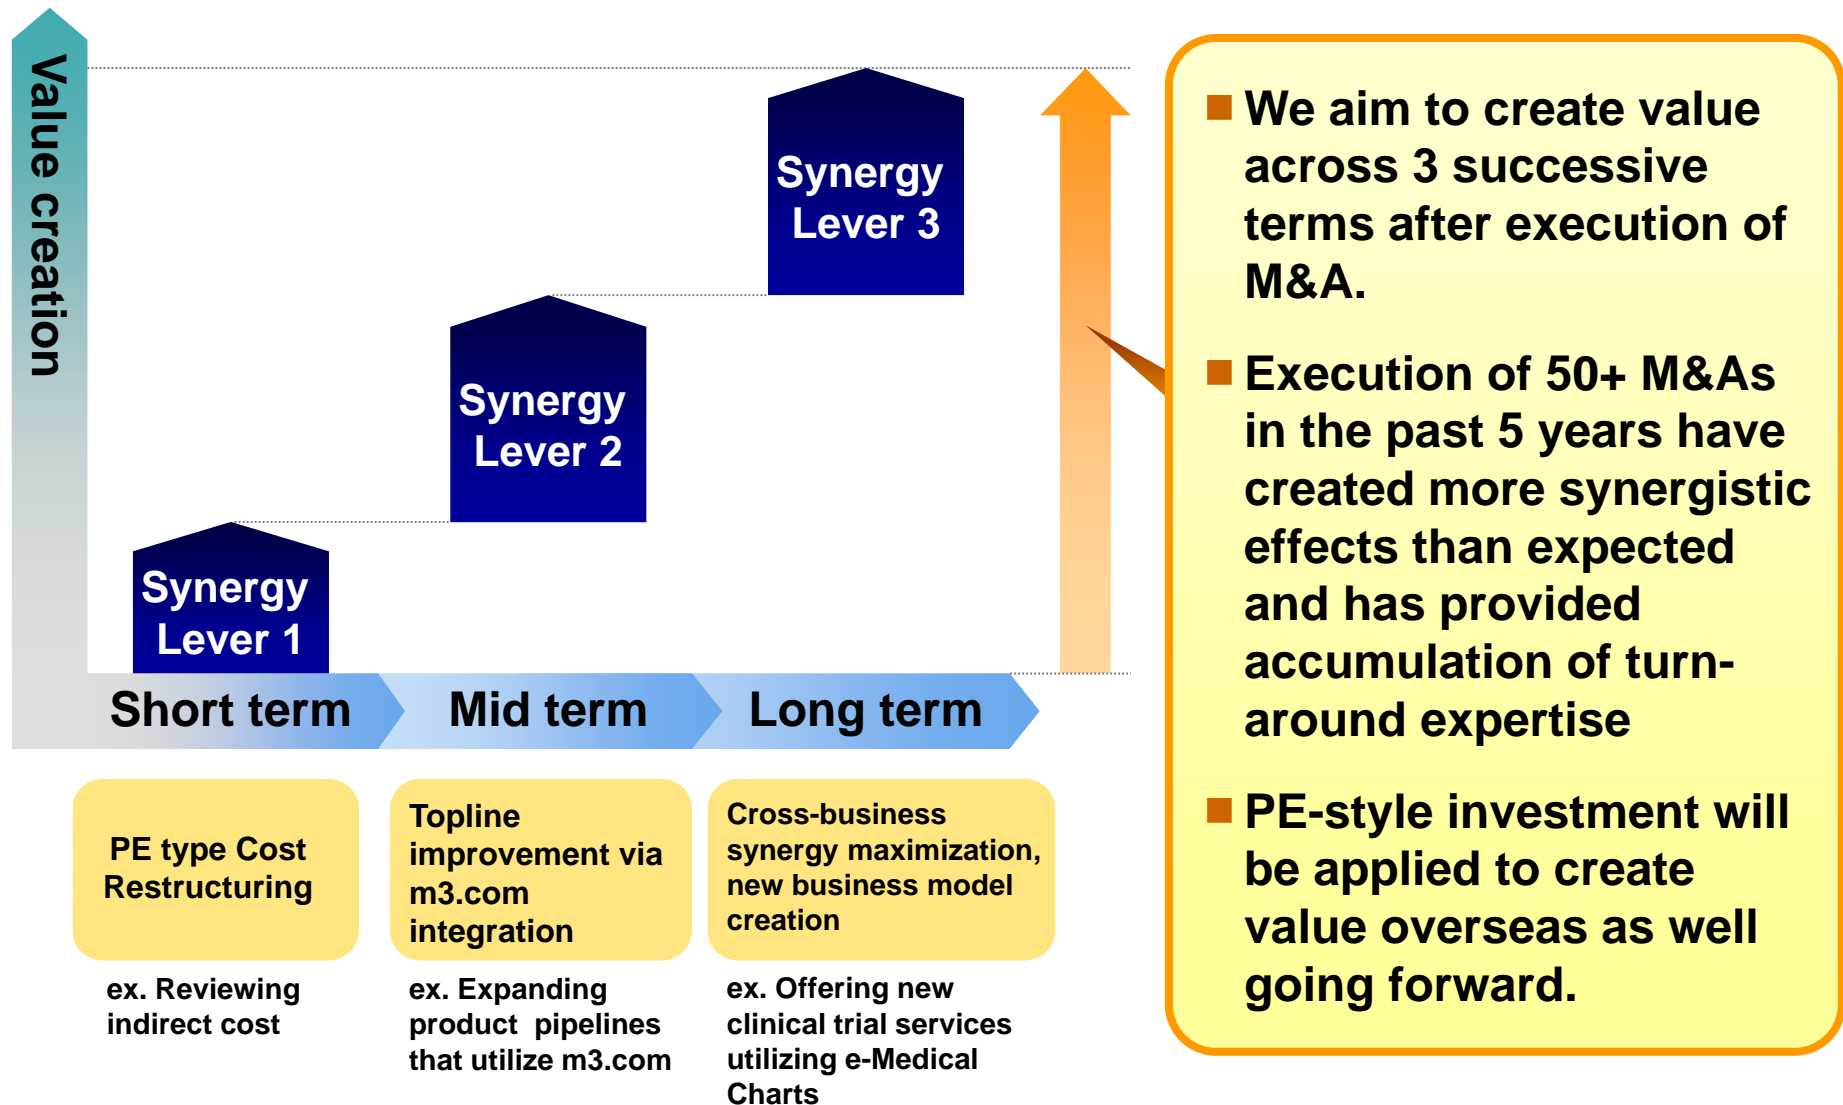 Value creation
Synergy
Lever 3
Synergy
Lever 2
Synergy
Lever 1
Short term
Mid term
Long term
PE type Cost
Restructuring
Topline
improvement via
m3.com
integration
Cross-business
synergy maximization,
new business model
creation
ex. Reviewing
indirect cost
ex. Expanding
product pipelines
that utilize m3.com
ex. Offering new
clinical trial services
utilizing e-Medical
Charts
We aim to create value
across 3 successive
terms after execution of
M&A.
Execution of 50+ M&As
in the past 5 years have
created more synergistic
effects than expected
and has provided
accumulation of turn-
around expertise
PE-style investment will
be applied to create
value overseas as well
going forward.